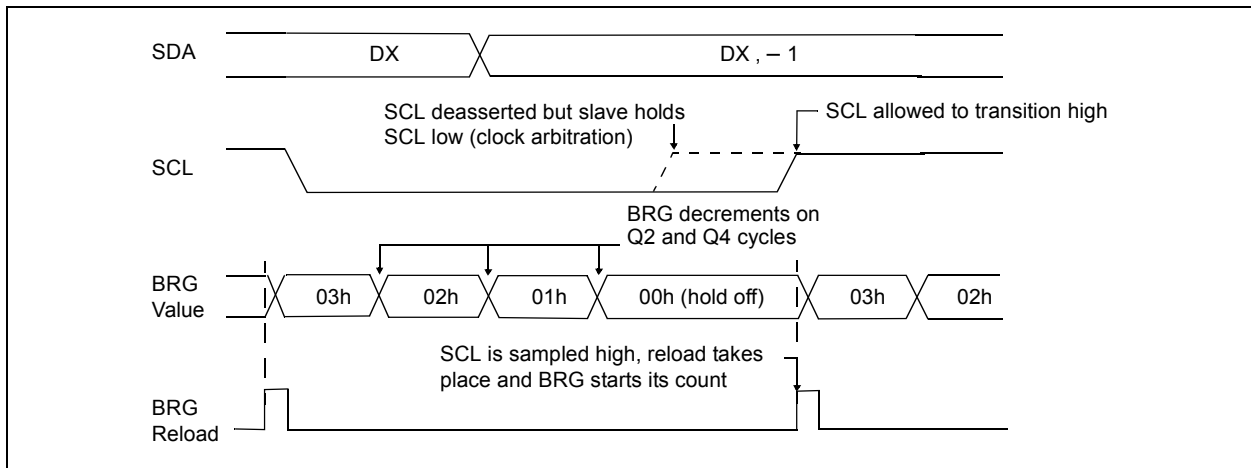 SDA
DX
DX , – 1
SCL deasserted but slave holds
SCL low (clock arbitration)
SCL allowed to transition high
SCL
BRG decrements on
Q2 and Q4 cycles
BRG
Value
03h
02h
01h
00h (hold off)
03h
02h
SCL is sampled high, reload takes
place and BRG starts its count
BRG
Reload